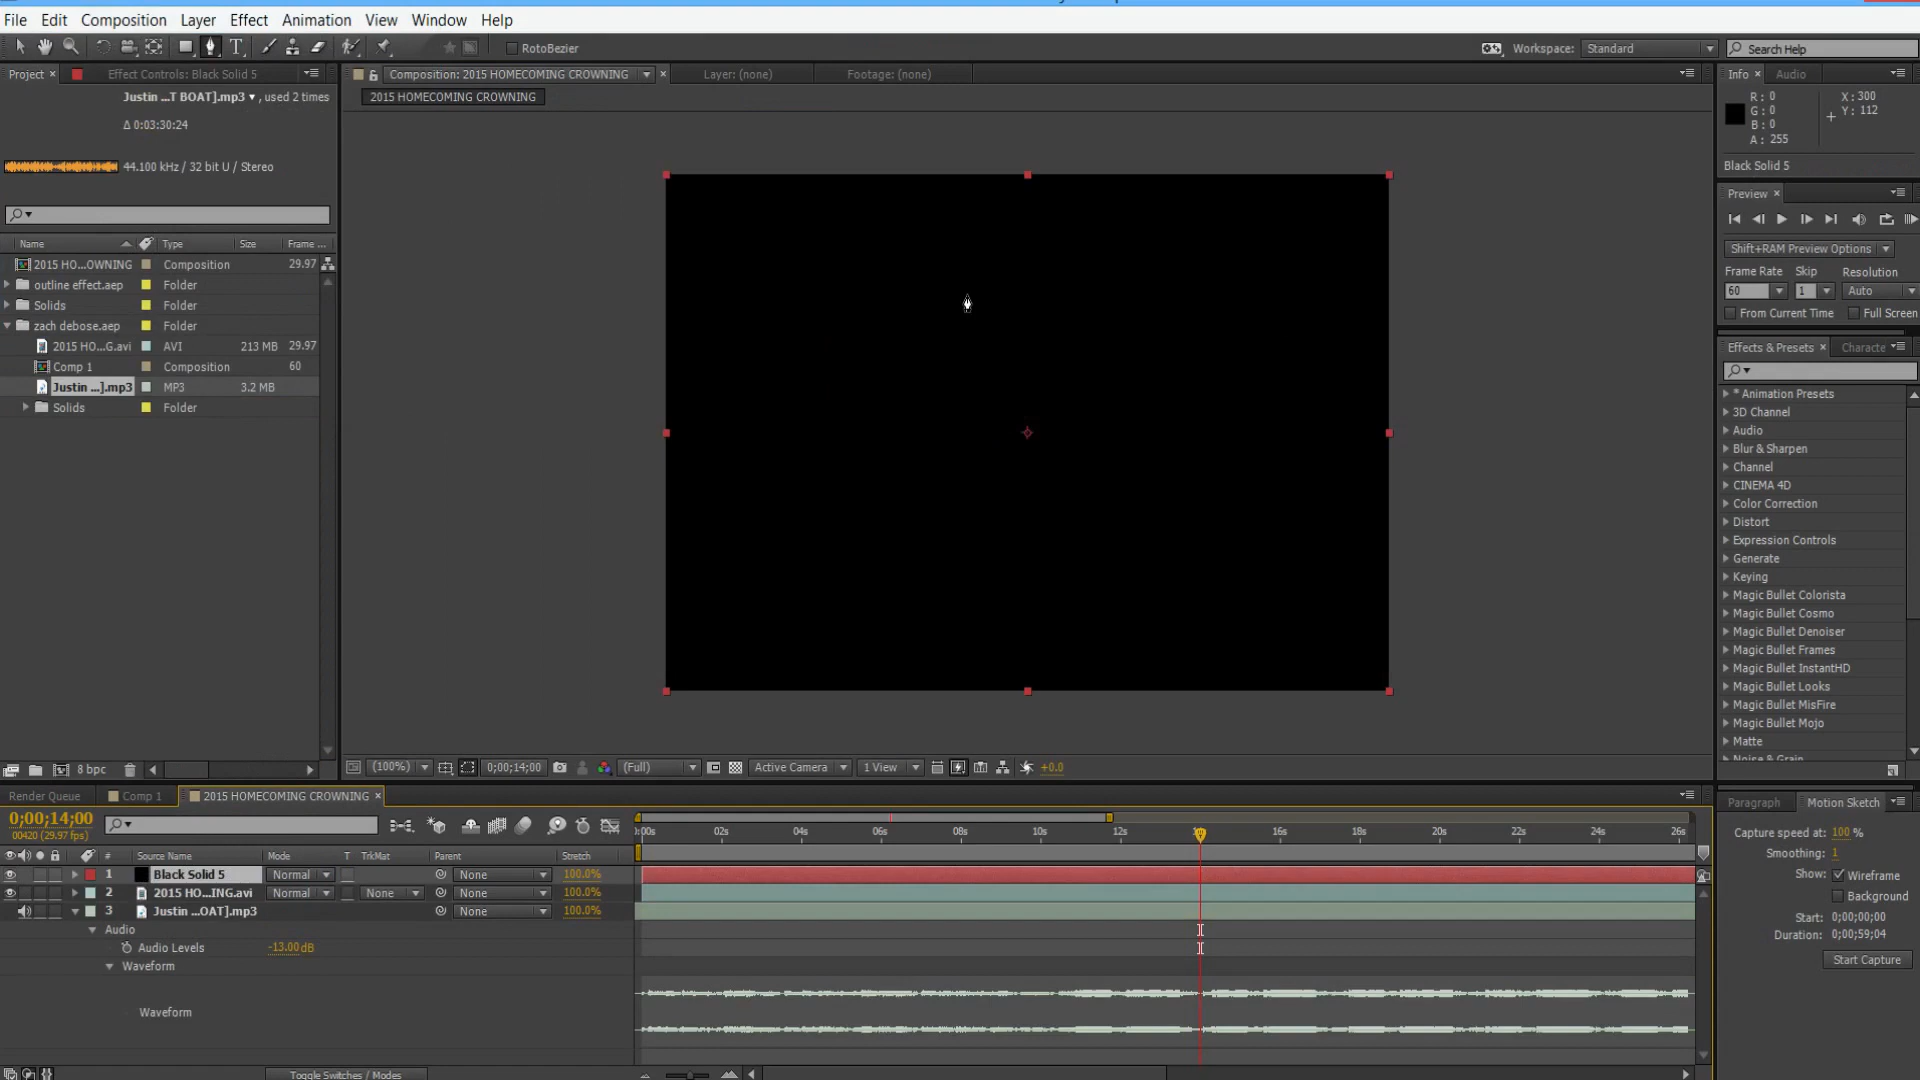 File Edit Composition Layer Effect Animation View Window Help
RotoBezier
Workspace: Standard
Search Help
Project
Effect Controls: Black Solid 5
Composition: 2015 HOMECOMING CROWNING
Layer: (none)
Footage: (none)
Info
Audio
Justin ...T BOAT].mp3 , used 2 times
2015 HOMECOMING CROWNING
R: 0
G: 0
B: 0
A: 255
X: 300
Y: 112
Δ 0:03:30:24
44.100 kHz / 32 bit U / Stereo
Black Solid 5
Preview
Shift+RAM Preview Options
Frame Rate Skip Resolution
60 1 Auto
From Current Time Full Screen
Name Type Size Frame ...
2015 HO...OWNING Composition 29.97
outline effect.aep Folder
Solids Folder
zach debose.aep Folder
2015 HO...G.avi AVI 213 MB 29.97
Comp 1 Composition 60
Justin ...].mp3 MP3 3.2 MB
Solids Folder
Effects & Presets
Characte
* Animation Presets
3D Channel
Audio
Blur & Sharpen
Channel
CINEMA 4D
Color Correction
Distort
Expression Controls
Generate
Keying
Magic Bullet Colorista
Magic Bullet Cosmo
Magic Bullet Denoiser
Magic Bullet Frames
Magic Bullet InstantHD
Magic Bullet Looks
Magic Bullet MisFire
Magic Bullet Mojo
Matte
Noise & Grain
8 bpc
(100%) 0;00;14;00 (Full) Active Camera 1 View +0.0
Render Queue
Comp 1
2015 HOMECOMING CROWNING
Paragraph
Motion Sketch
0;00;14;00
00420 (29.97 fps)
02s 04s 06s 08s 10s 12s 16s 18s 20s 22s 24s 26s
# Source Name Mode T TrkMat Parent Stretch
1 Black Solid 5 Normal None 100.0%
2 2015 HO...ING.avi Normal None None 100.0%
3 Justin ...OAT].mp3 None 100.0%
Audio
Audio Levels -13.00dB
Waveform
Waveform
Toggle Switches / Modes
Capture speed at: 100 %
Smoothing: 1
Show: Wireframe
Background
Start: 0;00;00;00
Duration: 0;00;59;04
Start Capture